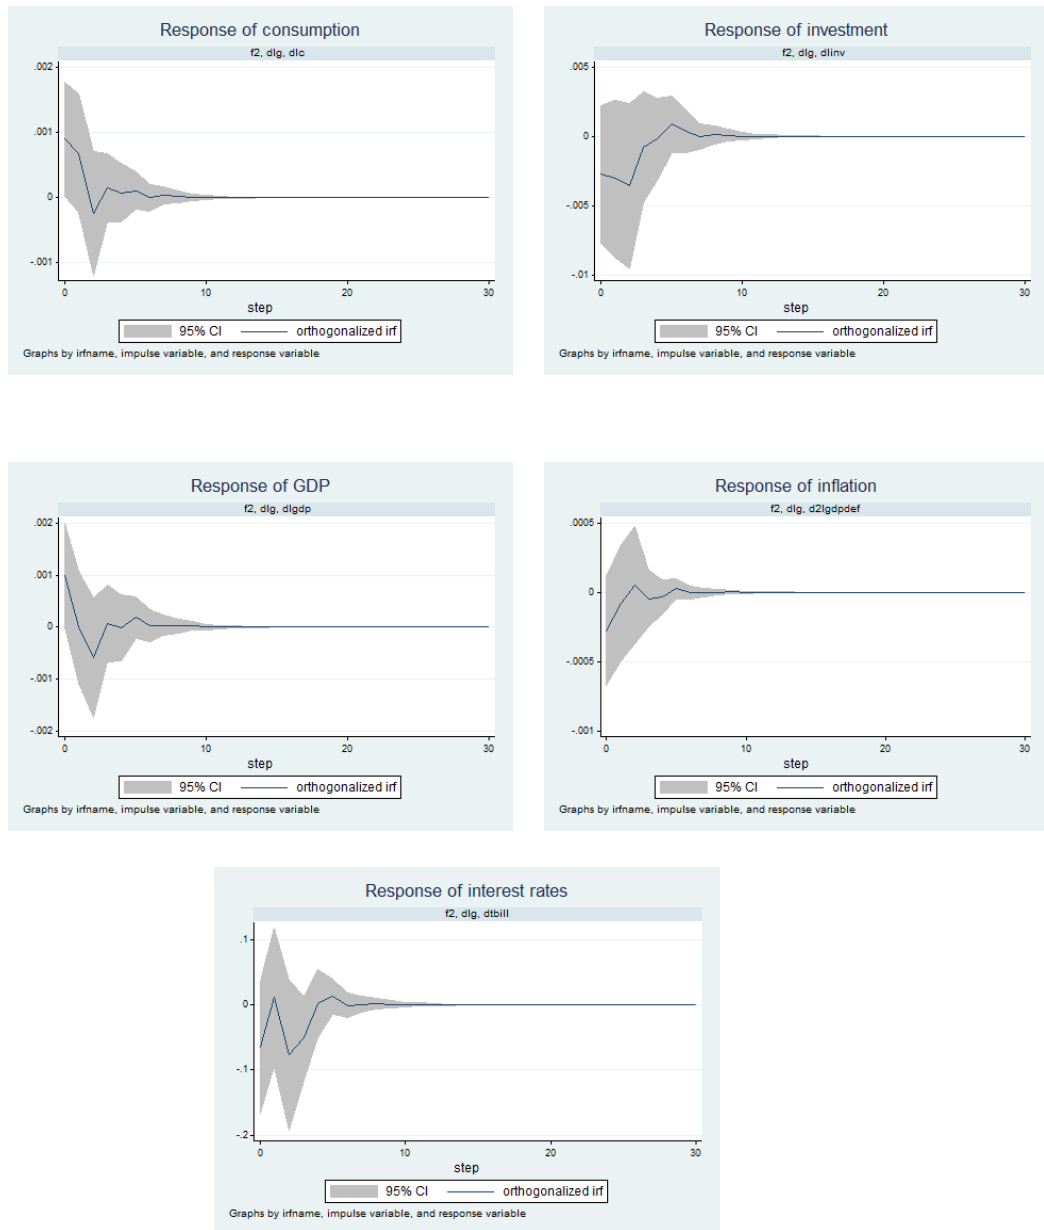 Response of consumption
f2, dlg, dlc
.002
.001
0
-.001
0
10
20
30
step
95% CI
orthogonalized irf
Graphs by irfname, impulse variable, and response variable
Response of investment
f2, dlg, dlinv
.005
0
-.005
-.01
0
10
20
30
step
95% CI
orthogonalized irf
Graphs by irfname, impulse variable, and response variable
Response of GDP
f2, dlg, dlgdp
.002
.001
0
-.001
-.002
0
10
20
30
step
95% CI
orthogonalized irf
Graphs by irfname, impulse variable, and response variable
Response of inflation
f2, dlg, d2lgdpdef
.0005
0
-.0005
-.001
0
10
20
30
step
95% CI
orthogonalized irf
Graphs by irfname, impulse variable, and response variable
Response of interest rates
f2, dlg, dtbill
.1
0
-.1
-.2
0
10
20
30
step
95% CI
orthogonalized irf
Graphs by irfname, impulse variable, and response variable